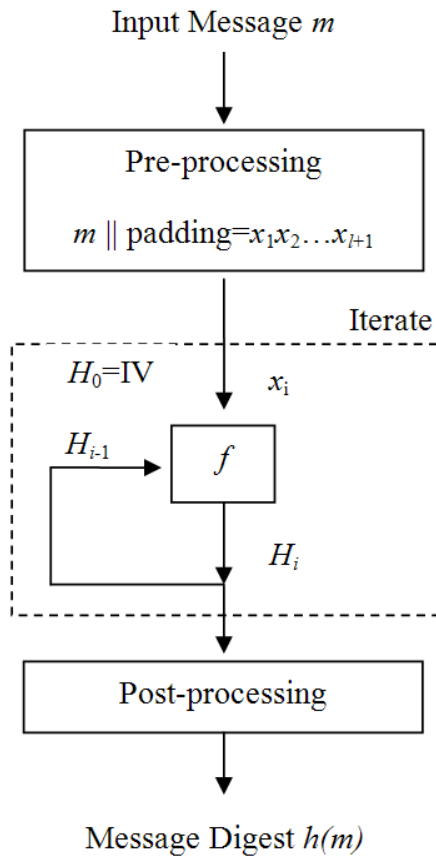 Input Message m
Pre-processing
m || padding=x₁x₂…xₗ₊₁
Iterate
H₀=IV
xᵢ
Hᵢ₋₁
f
Hᵢ
Post-processing
Message Digest h(m)